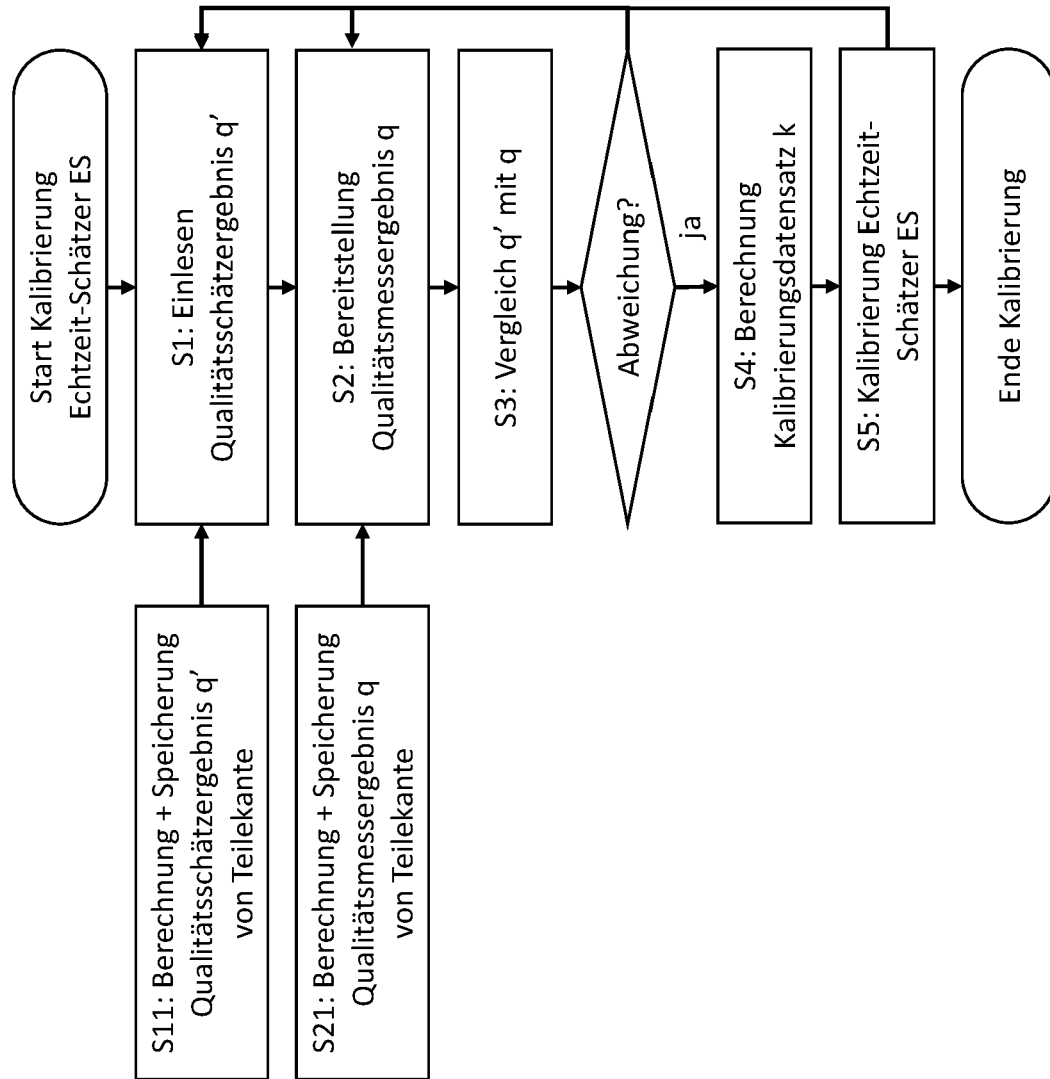 Start Kalibrierung
Echtzeit-Schätzer ES
S11: Berechnung + Speicherung
Qualitätsschätzergebnis q’
von Teilekante
S1: Einlesen
Qualitätsschätzergebnis q’
S21: Berechnung + Speicherung
Qualitätsmessergebnis q
von Teilekante
S2: Bereitstellung
Qualitätsmessergebnis q
S3: Vergleich q’ mit q
Abweichung?
ja
S4: Berechnung
Kalibrierungsdatensatz k
S5: Kalibrierung Echtzeit-
Schätzer ES
Ende Kalibrierung